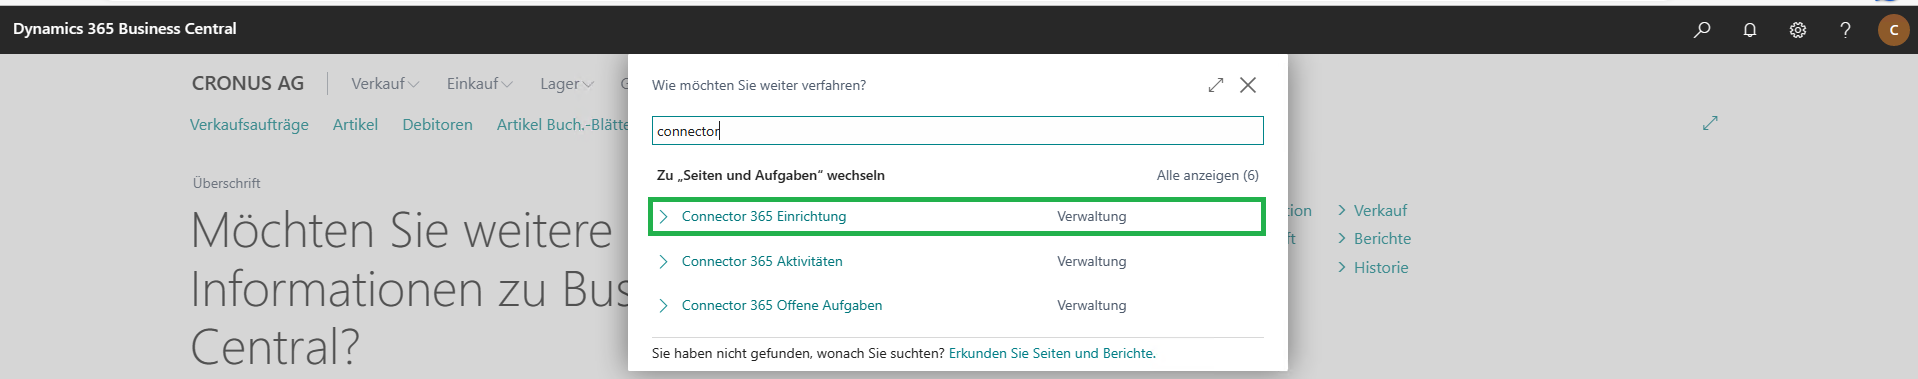 Dynamics 365 Business Central
C
CRONUS AG
Verkauf
Einkauf
Lager
Wie möchten Sie weiter verfahren?
Verkaufsaufträge
Artikel
Debitoren
Artikel Buch.-Blätte
connector
Zu „Seiten und Aufgaben“ wechseln
Alle anzeigen (6)
Überschrift
Möchten Sie weitere
Informationen zu Bus
Central?
Connector 365 Einrichtung
Verwaltung
Connector 365 Aktivitäten
Verwaltung
Connector 365 Offene Aufgaben
Verwaltung
Sie haben nicht gefunden, wonach Sie suchten? Erkunden Sie Seiten und Berichte.
tion
Verkauf
ft
Berichte
Historie